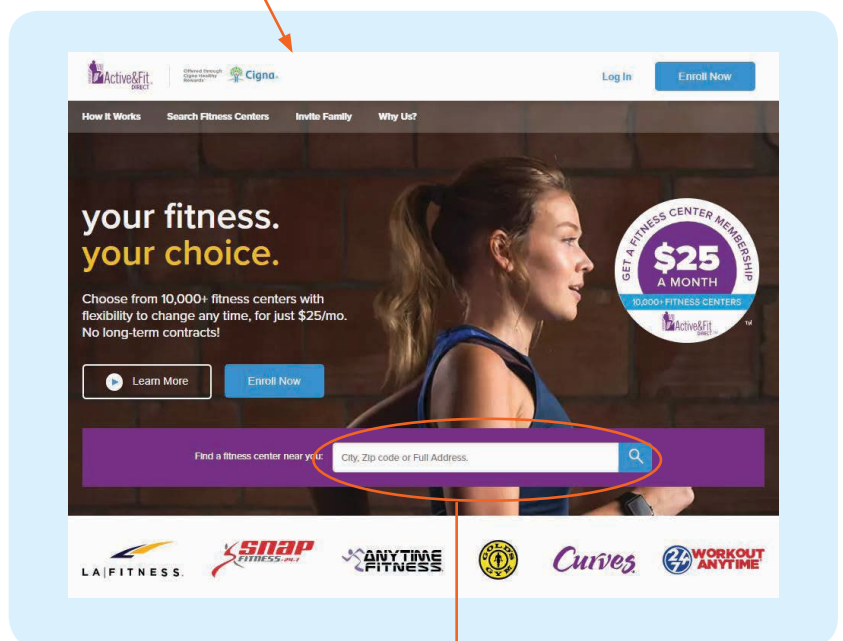 Active&Fit
DIRECT
Offered through
Cigna Healthy
Rewards
Cigna
Log In
Enroll Now
How It Works
Search Fitness Centers
Invite Family
Why Us?
your fitness.
your choice.
Choose from 10,000+ fitness centers with
flexibility to change any time, for just $25/mo.
No long-term contracts!
Learn More
Enroll Now
GET A FITNESS CENTER MEMBERSHIP
$25
A MONTH
10,000+ FITNESS CENTERS
Active&Fit
DIRECT
TM
Find a fitness center near you:
City, Zip code or Full Address.
LA|FITNESS.
SNAP
FITNESS 24-7
ANYTIME
FITNESS
GOLD'S
GYM
Curves
24/7
WORKOUT
ANYTIME